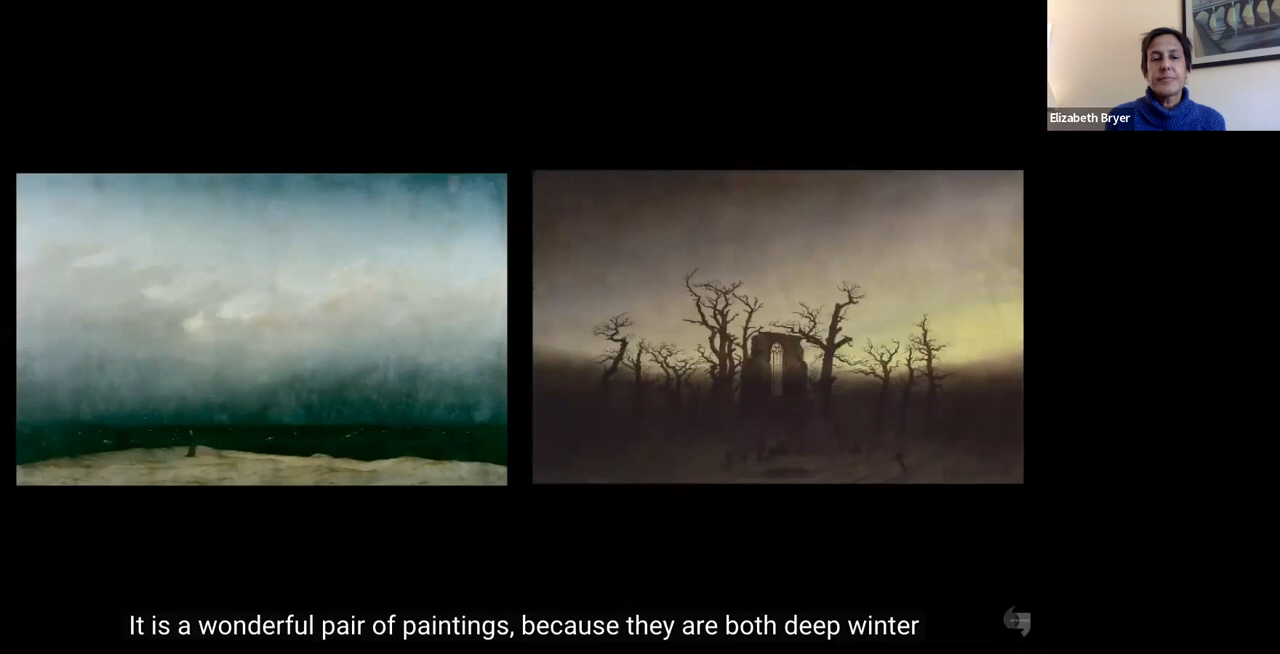 Elizabeth Bryer
It is a wonderful pair of paintings, because they are both deep winter